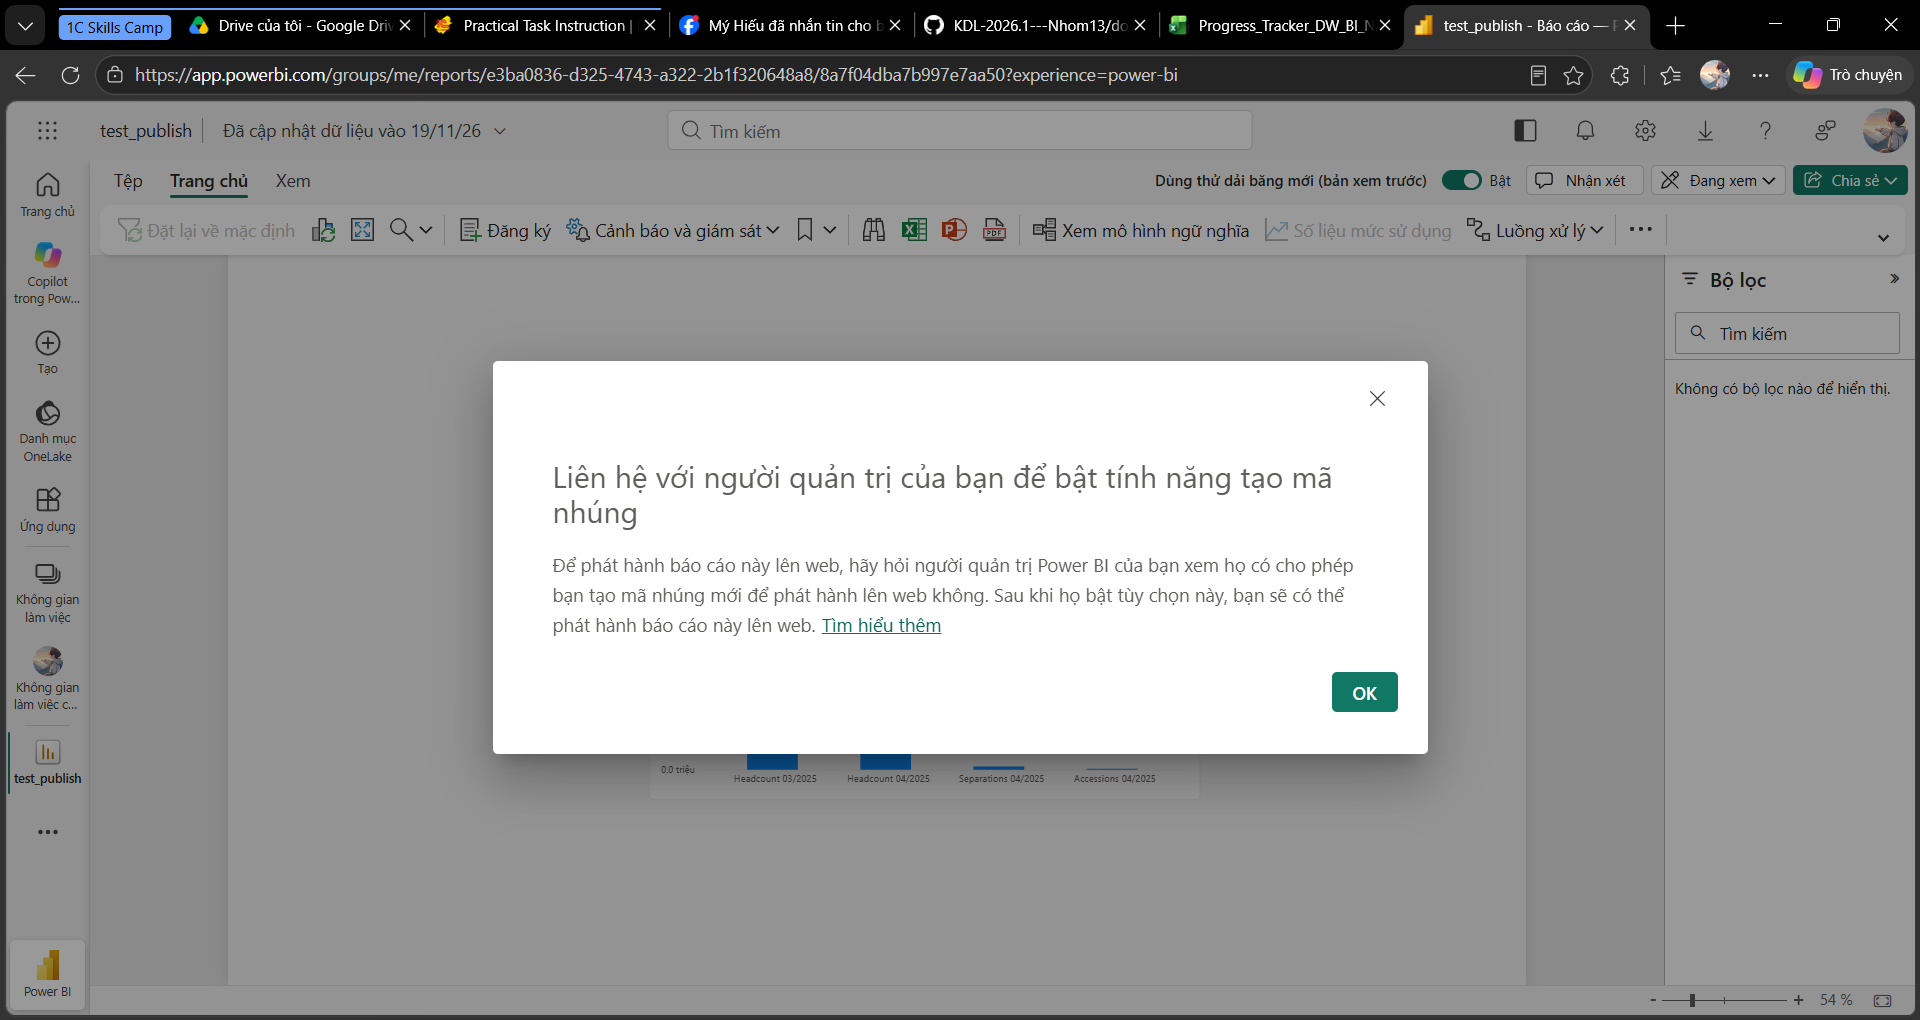 1C Skills Camp
Drive của tôi - Google Driv
Practical Task Instruction |
Mý Hiếu đã nhắn tin cho b
KDL-2026.1---Nhom13/do
Progress_Tracker_DW_BI_N
test_publish - Báo cáo — P
https://app.powerbi.com/groups/me/reports/e3ba0836-d325-4743-a322-2b1f320648a8/8a7f04dba7b997e7aa50?experience=power-bi
Trò chuyện
test_publish
Đã cập nhật dữ liệu vào 19/11/26
Tìm kiếm
Tệp
Trang chủ
Xem
Dùng thử dải băng mới (bản xem trước)
Bật
Nhận xét
Đang xem
Chia sẻ
Đặt lại về mặc định
Đăng ký
Cảnh báo và giám sát
Xem mô hình ngữ nghĩa
Số liệu mức sử dụng
Luồng xử lý
Trang chủ
Copilot
trong Pow...
Tạo
Danh mục
OneLake
Ứng dụng
Không gian
làm việc
Không gian
làm việc c...
test_publish
Power BI
Bộ lọc
Tìm kiếm
Không có bộ lọc nào để hiển thị.
Liên hệ với người quản trị của bạn để bật tính năng tạo mã
nhúng
Để phát hành báo cáo này lên web, hãy hỏi người quản trị Power BI của bạn xem họ có cho phép
bạn tạo mã nhúng mới để phát hành lên web không. Sau khi họ bật tùy chọn này, bạn sẽ có thể
phát hành báo cáo này lên web. Tìm hiểu thêm
OK
0.0 triệu
Headcount 03/2025
Headcount 04/2025
Separations 04/2025
Accessions 04/2025
54 %